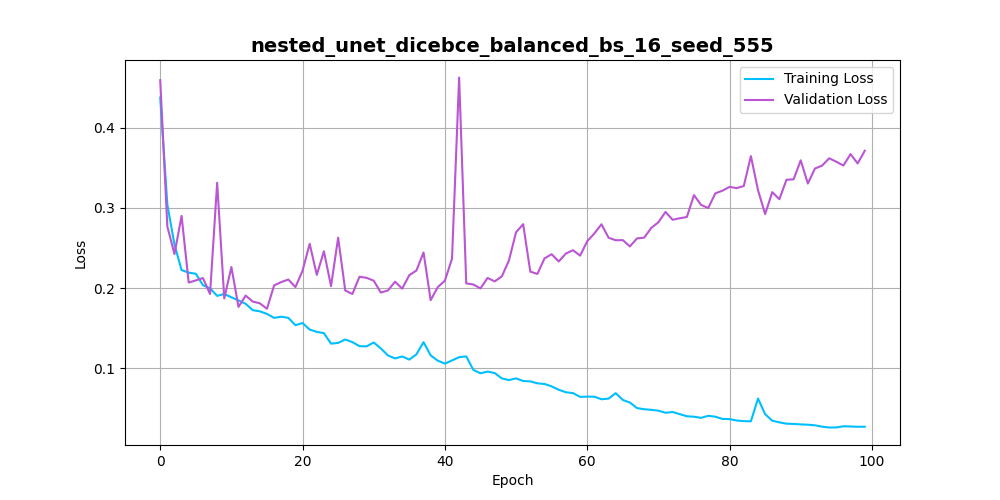 nested_unet_dicebce_balanced_bs_16_seed_555
Training Loss
Validation Loss
0.4
0.3
0.2
0.1
Loss
0 20 40 60 80 100
Epoch